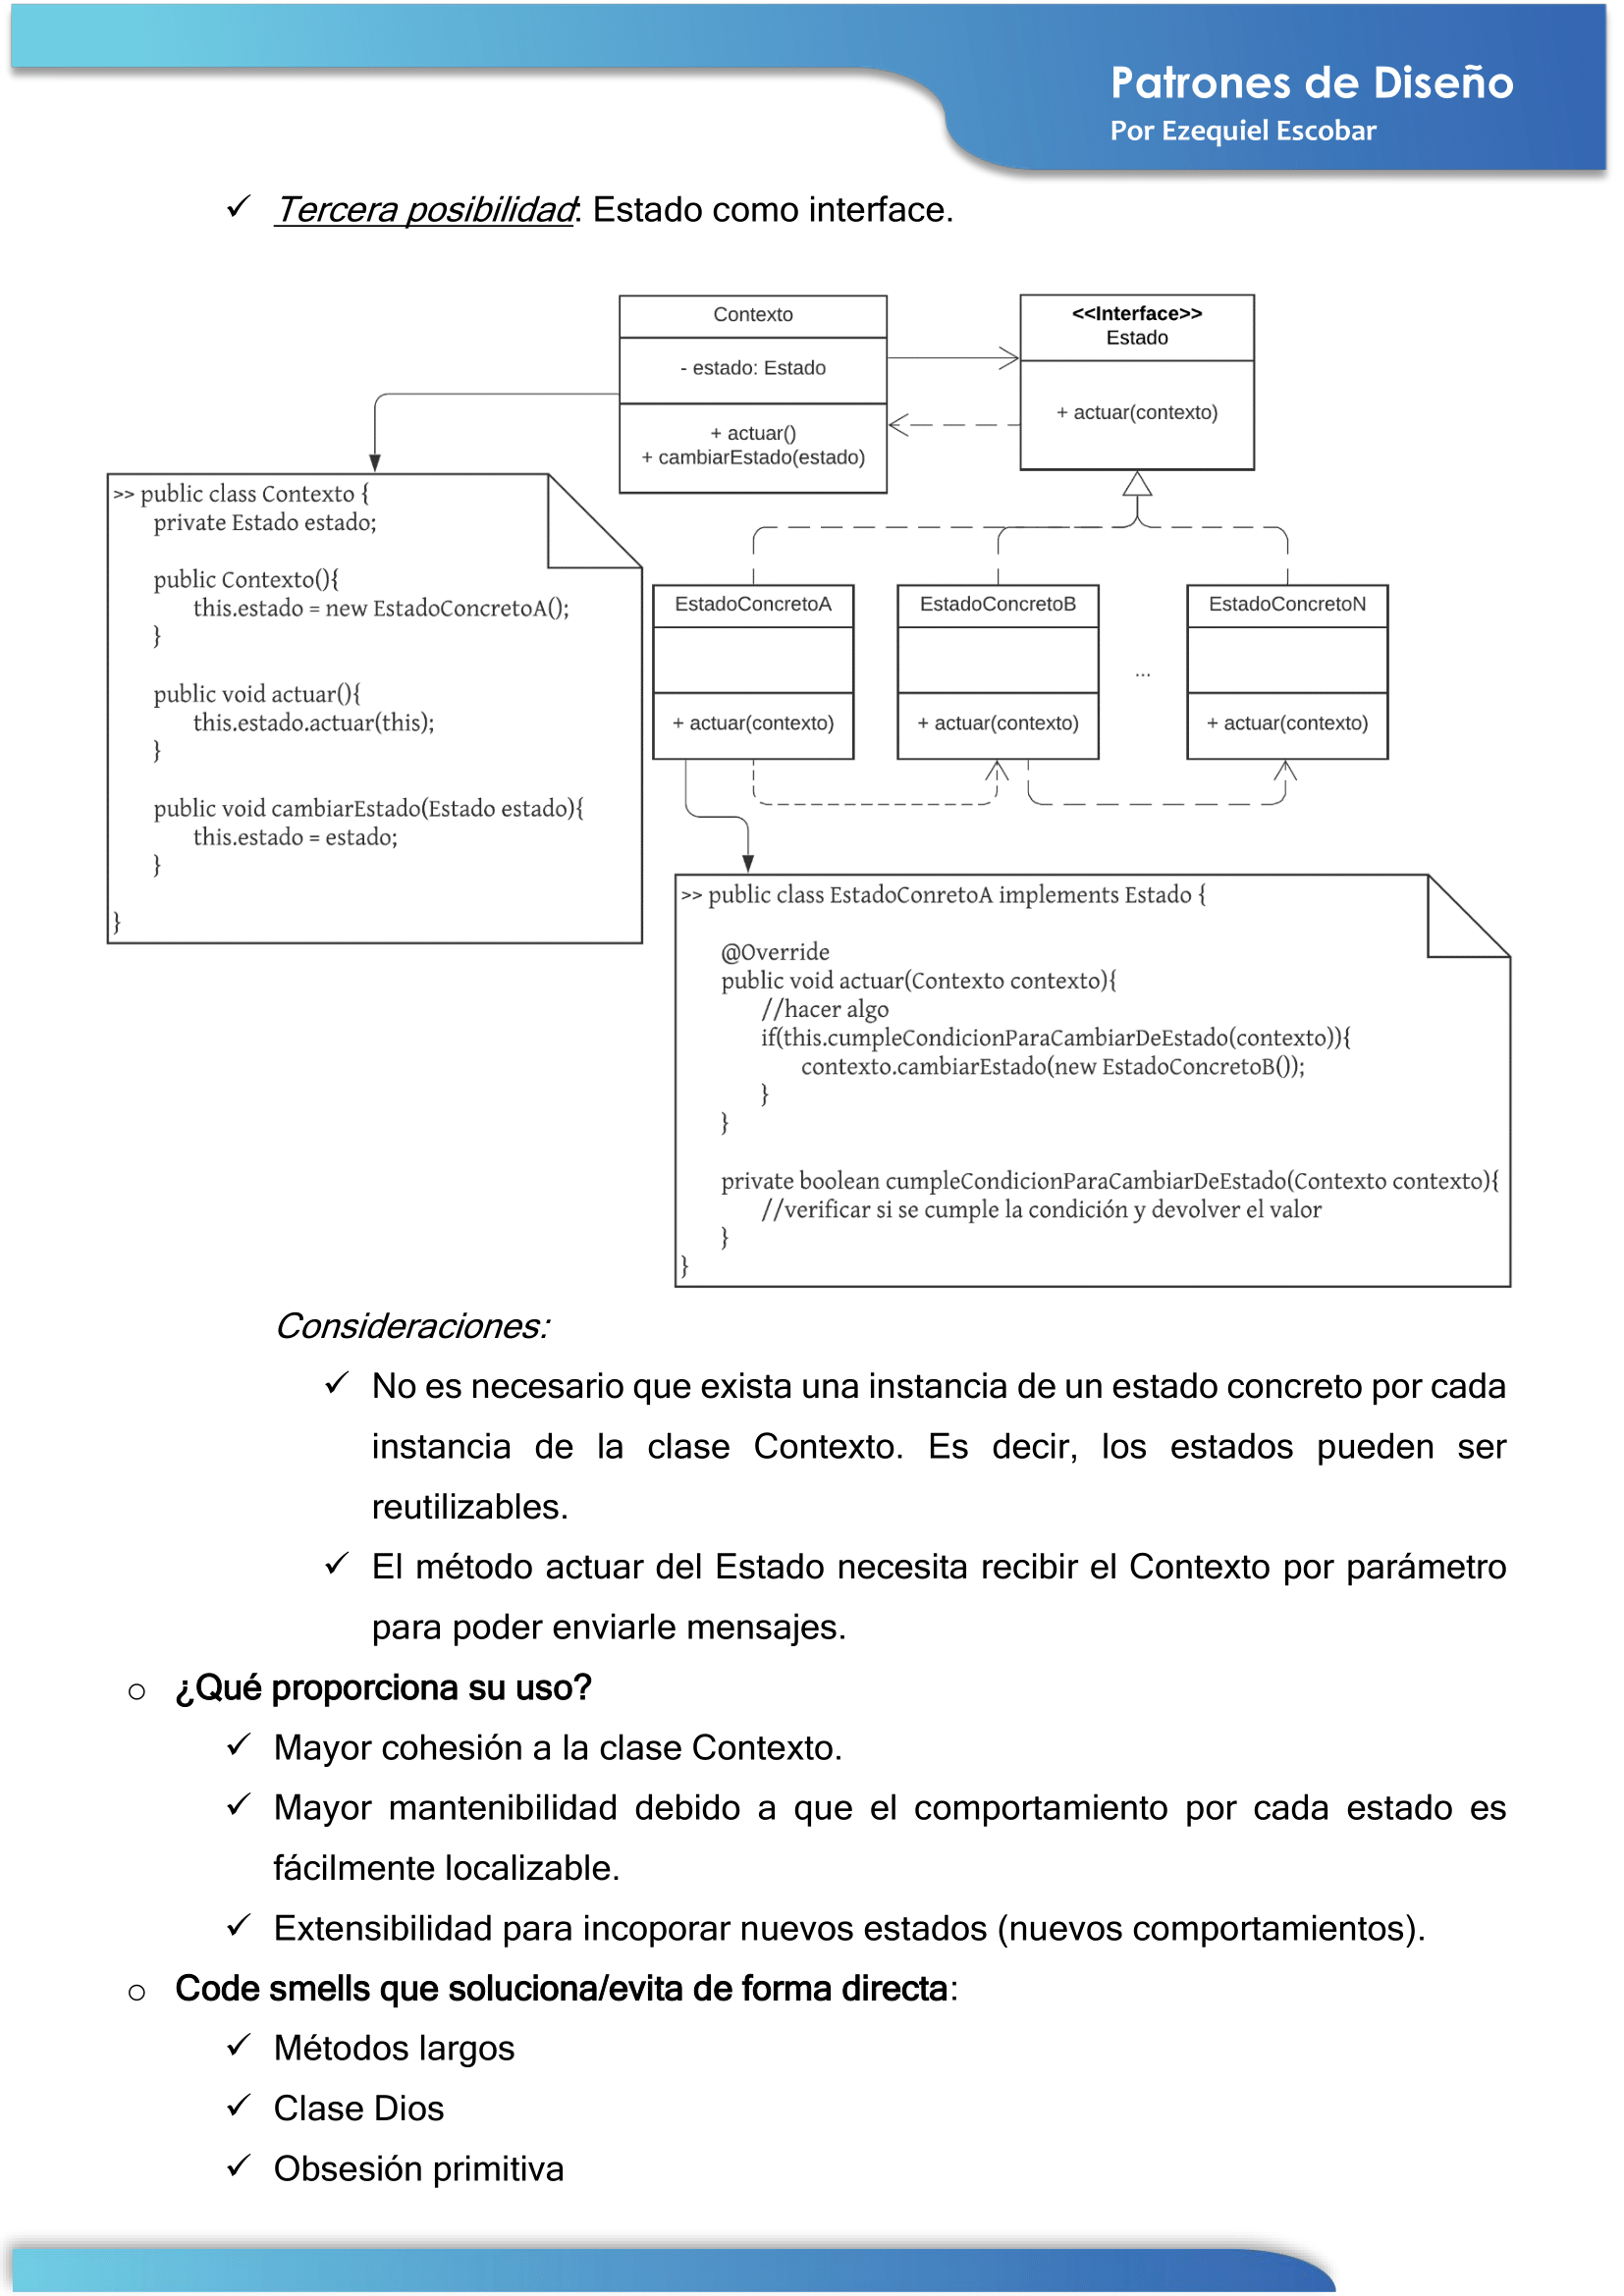 Patrones de Diseño
Por Ezequiel Escobar
✓ Tercera posibilidad: Estado como interface.
Contexto
- estado: Estado
+ actuar()
+ cambiarEstado(estado)
<<Interface>>
Estado
+ actuar(contexto)
>> public class Contexto {
private Estado estado;
public Contexto(){
this.estado = new EstadoConcretoA();
}
public void actuar(){
this.estado.actuar(this);
}
public void cambiarEstado(Estado estado){
this.estado = estado;
}
}
EstadoConcretoA
+ actuar(contexto)
EstadoConcretoB
+ actuar(contexto)
...
EstadoConcretoN
+ actuar(contexto)
>> public class EstadoConretoA implements Estado {
@Override
public void actuar(Contexto contexto){
//hacer algo
if(this.cumpleCondicionParaCambiarDeEstado(contexto)){
contexto.cambiarEstado(new EstadoConcretoB());
}
}
private boolean cumpleCondicionParaCambiarDeEstado(Contexto contexto){
//verificar si se cumple la condición y devolver el valor
}
}
Consideraciones:
✓ No es necesario que exista una instancia de un estado concreto por cada
instancia de la clase Contexto. Es decir, los estados pueden ser
reutilizables.
✓ El método actuar del Estado necesita recibir el Contexto por parámetro
para poder enviarle mensajes.
o ¿Qué proporciona su uso?
✓ Mayor cohesión a la clase Contexto.
✓ Mayor mantenibilidad debido a que el comportamiento por cada estado es
fácilmente localizable.
✓ Extensibilidad para incoporar nuevos estados (nuevos comportamientos).
o Code smells que soluciona/evita de forma directa:
✓ Métodos largos
✓ Clase Dios
✓ Obsesión primitiva